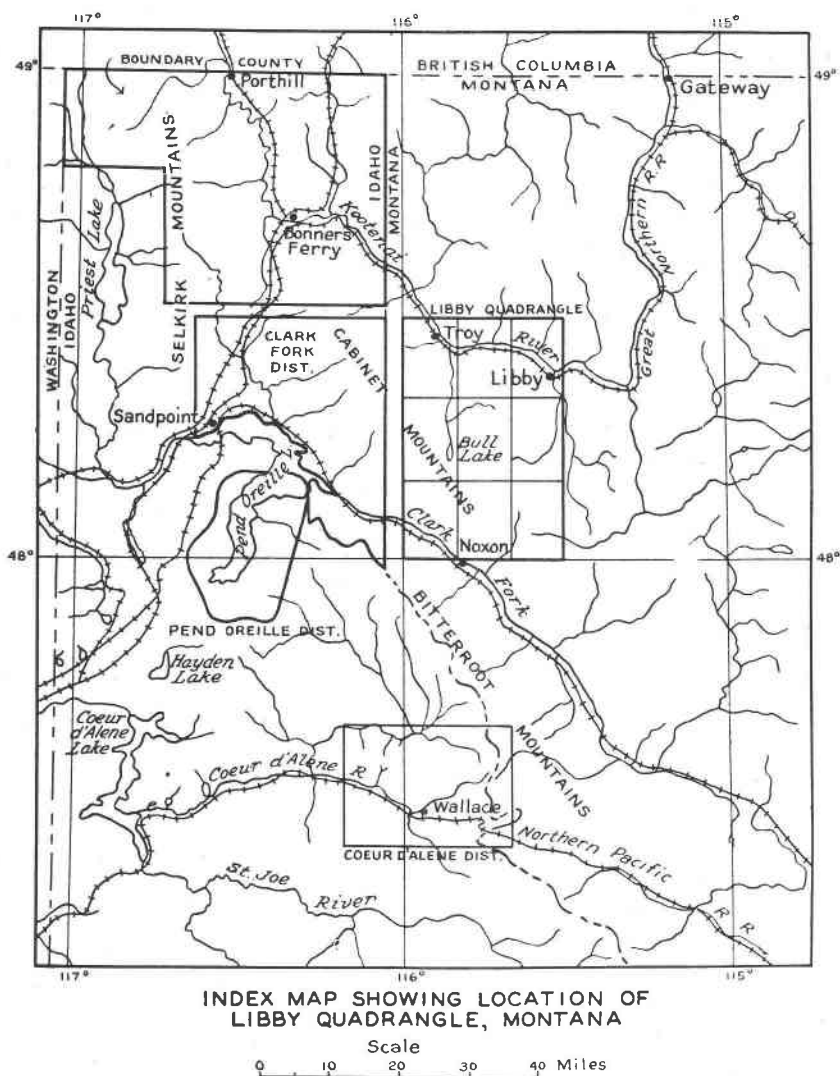 117°
116°
115°
BOUNDARY COUNTY
BRITISH COLUMBIA
49°
49°
Porthill
MONTANA
Gateway
SELKIRK MOUNTAINS
IDAHO
MONTANA
Great Northern R.R
Priest Lake
Kootenai River
Bonners
Ferry
WASHINGTON
IDAHO
LIBBY QUADRANGLE
CLARK
FORK
DIST.
CABINET MOUNTAINS
Troy
Libby
Sandpoint
Bull
Lake
Pend Oreille L
Clark Fork
Noxon
48°
48°
BITTERROOT MOUNTAINS
PEND OREILLE DIST.
Hayden
Lake
Coeur
d'Alene
Lake
Coeur d'Alene R
Wallace
Northern Pacific R R
COEUR D'ALENE DIST.
St. Joe River
117°
116°
115°
INDEX MAP SHOWING LOCATION OF
LIBBY QUADRANGLE, MONTANA
Scale
0 10 20 30 40 Miles